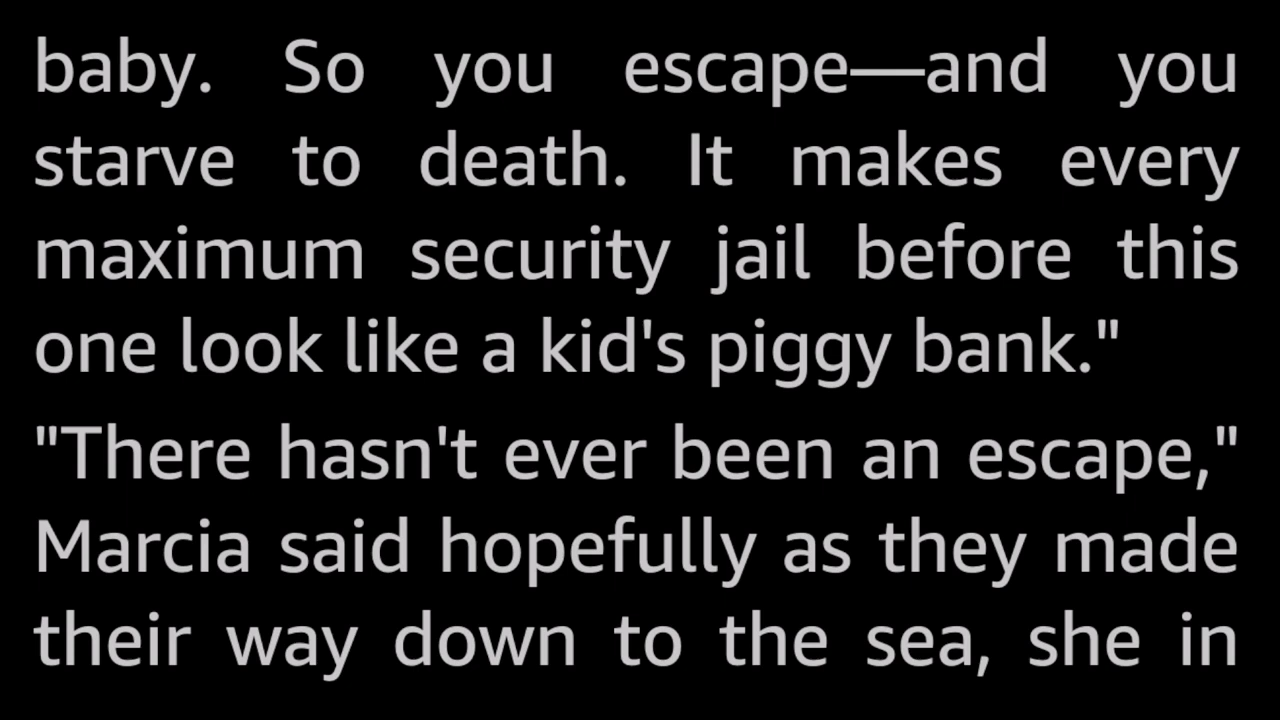 baby. So you escape—and you
starve to death. It makes every
maximum security jail before this
one look like a kid's piggy bank."
"There hasn't ever been an escape,"
Marcia said hopefully as they made
their way down to the sea, she in